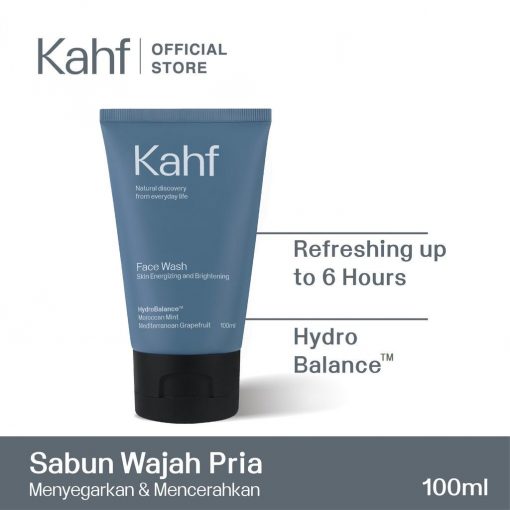 Kahf
OFFICIAL
STORE
Kahf
Natural discovery
from everyday life
Face Wash
Skin Energizing and Brightening
HydroBalance™
Moroccan Mint
Mediterranean Grapefruit 100ml
Refreshing up
to 6 Hours
Hydro
Balance™
Sabun Wajah Pria
Menyegarkan & Mencerahkan
100ml